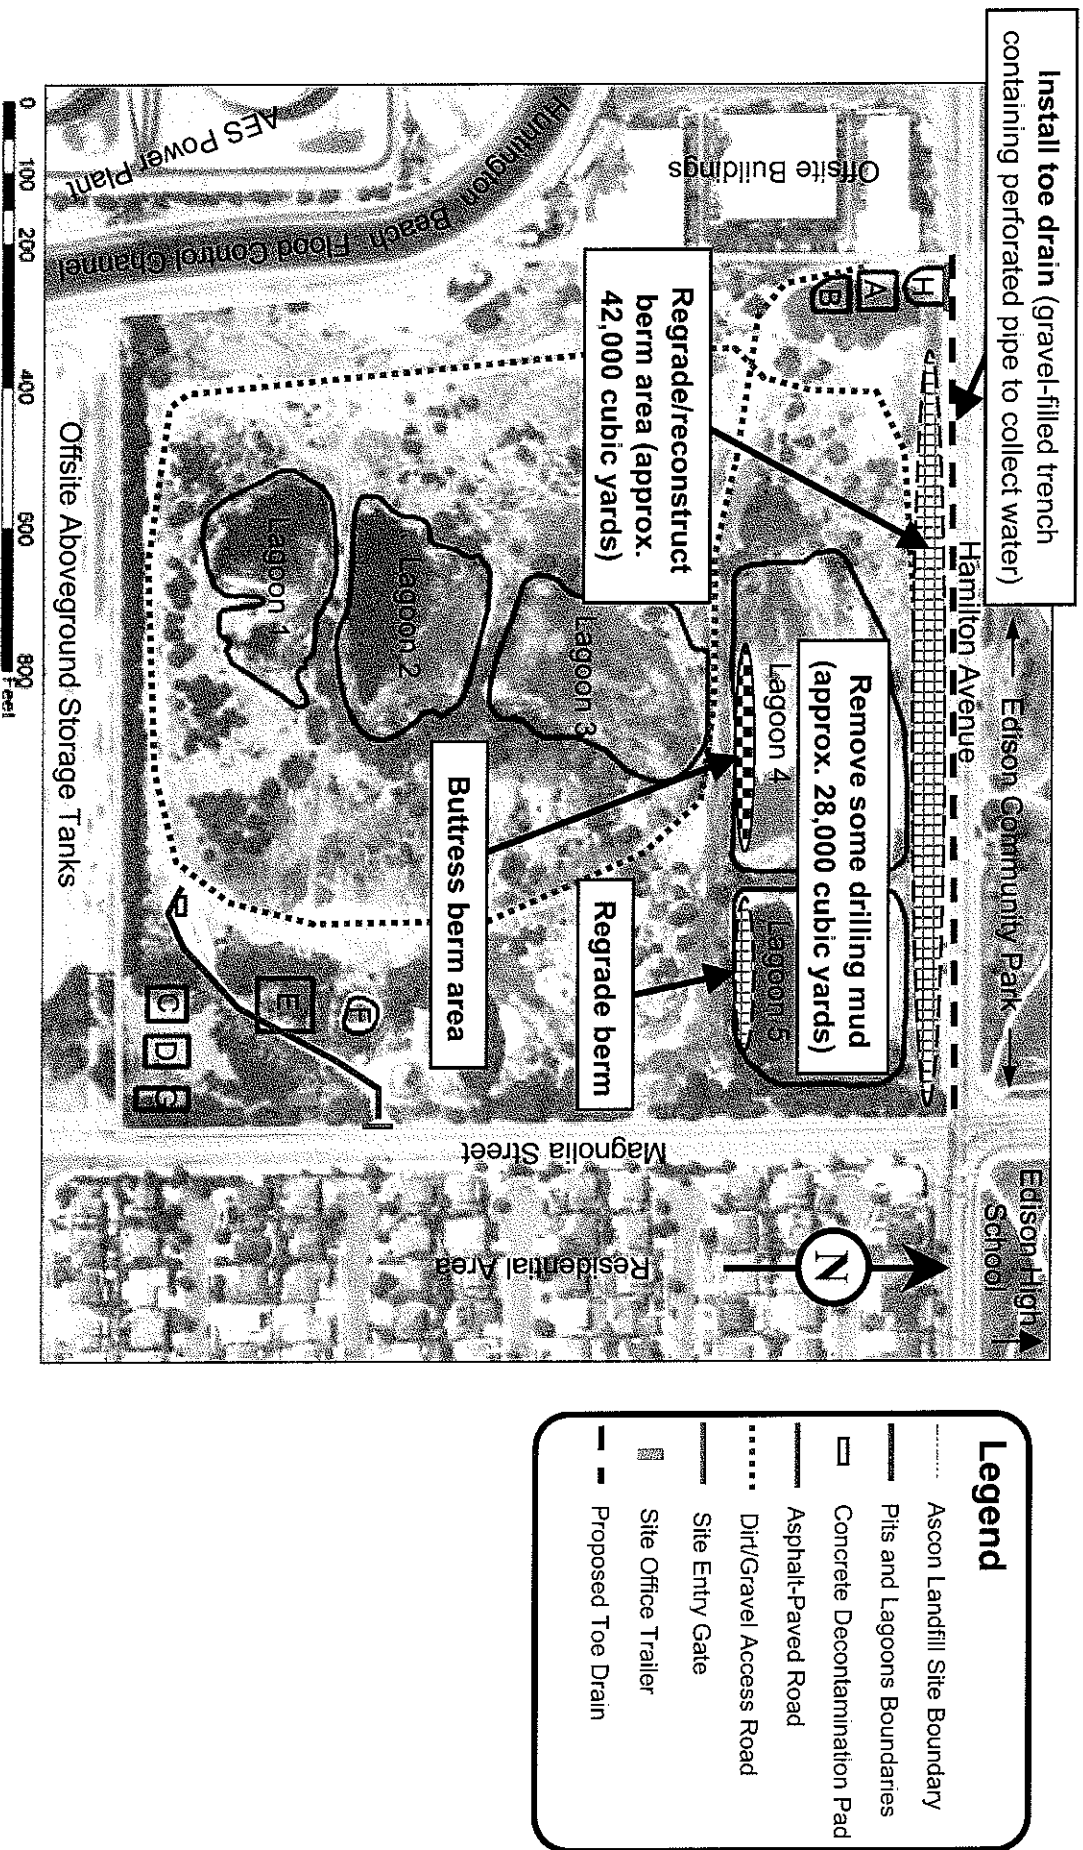 Install toe drain (gravel-filled trench
containing perforated pipe to collect water)
Edison Community Park
Edison High
School
Hamilton Avenue
H
A
B
Offsite Buildings
Remove some drilling mud
(approx. 28,000 cubic yards)
Lagoon 4
Lagoon 5
N
Regrade/reconstruct
berm area (approx.
42,000 cubic yards)
Regrade berm
Lagoon 3
Buttress berm area
Lagoon 2
Lagoon 1
Magnolia Street
Residential Area
Huntington Beach Flood Control Channel
AES Power Plant
F
E
C
D
G
Offsite Aboveground Storage Tanks
0 100 200 400 600 800
Feet
Legend
Ascon Landfill Site Boundary
Pits and Lagoons Boundaries
Concrete Decontamination Pad
Asphalt-Paved Road
Dirt/Gravel Access Road
Site Entry Gate
Site Office Trailer
Proposed Toe Drain